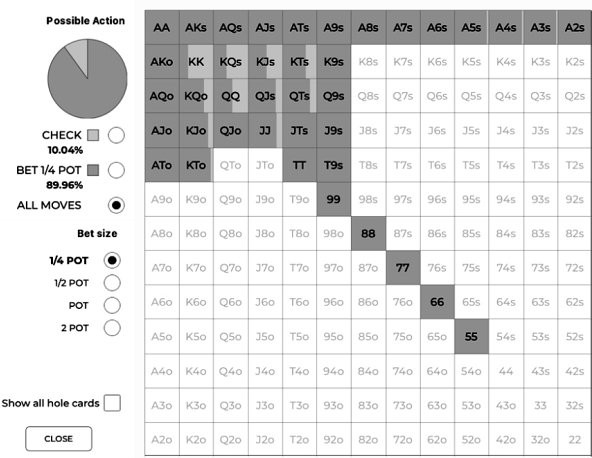 Possible Action
CHECK
10.04%
BET 1/4 POT
89.96%
ALL MOVES
Bet size
1/4 POT
1/2 POT
POT
2 POT
Show all hole cards
CLOSE
AA AKs AQs AJs ATs A9s A8s A7s A6s A5s A4s A3s A2s
AKo KK KQs KJs KTs K9s K8s K7s K6s K5s K4s K3s K2s
AQo KQo QQ QJs QTs Q9s Q8s Q7s Q6s Q5s Q4s Q3s Q2s
AJo KJo QJo JJ JTs J9s J8s J7s J6s J5s J4s J3s J2s
ATo KTo QTo JTo TT T9s T8s T7s T6s T5s T4s T3s T2s
A9o K9o Q9o J9o T9o 99 98s 97s 96s 95s 94s 93s 92s
A8o K8o Q8o J8o T8o 98o 88 87s 86s 85s 84s 83s 82s
A7o K7o Q7o J7o T7o 97o 87o 77 76s 75s 74s 73s 72s
A6o K6o Q6o J6o T6o 96o 86o 76o 66 65s 64s 63s 62s
A5o K5o Q5o J5o T5o 95o 85o 75o 65o 55 54s 53s 52s
A4o K4o Q4o J4o T4o 94o 84o 74o 64o 54o 44 43s 42s
A3o K3o Q3o J3o T3o 93o 83o 73o 63o 53o 43o 33 32s
A2o K2o Q2o J2o T2o 92o 82o 72o 62o 52o 42o 32o 22